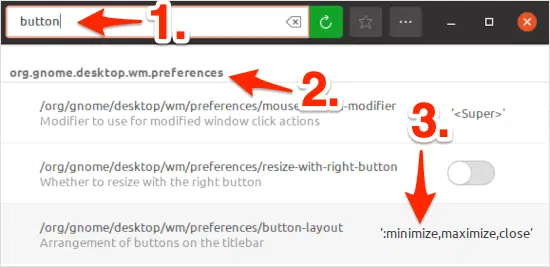 button
1.
...
org.gnome.desktop.wm.preferences
2.
/org/gnome/desktop/wm/preferences/mouse -modifier
Modifier to use for modified window click actions
'<Super>'
3.
/org/gnome/desktop/wm/preferences/resize-with-right-button
Whether to resize with the right button
/org/gnome/desktop/wm/preferences/button-layout
Arrangement of buttons on the titlebar
':minimize,maximize,close'